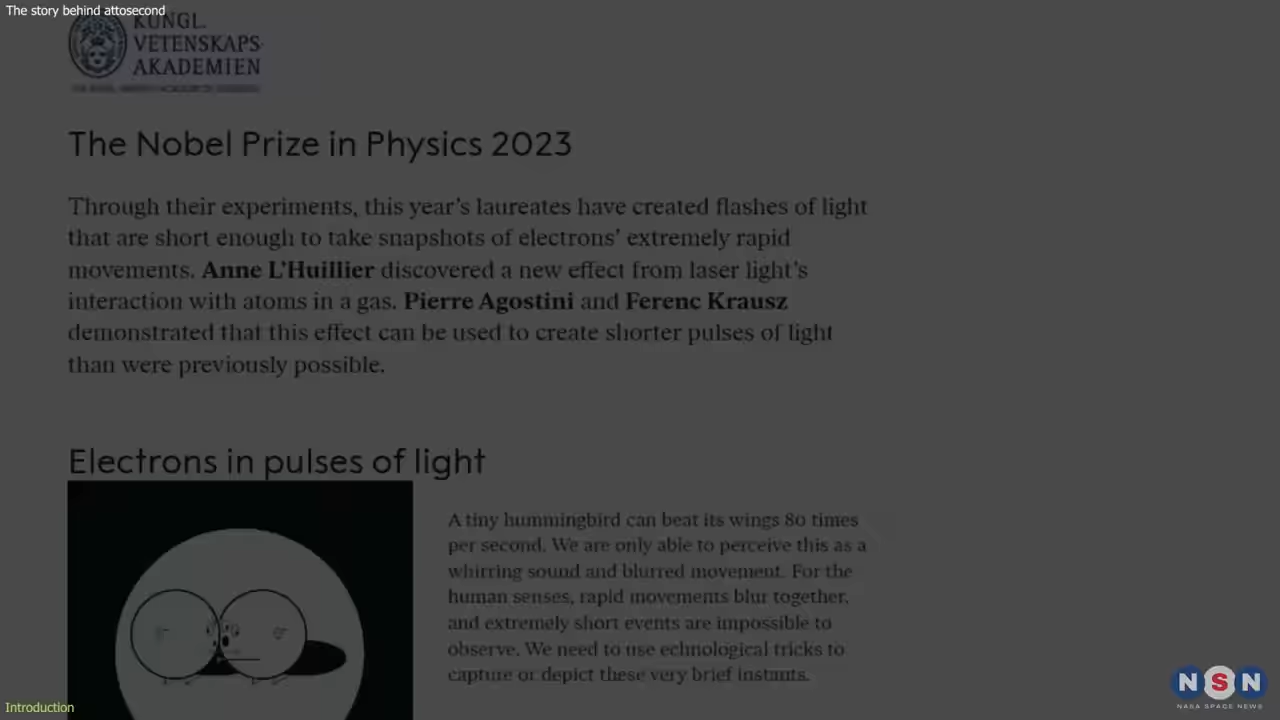 The story behind attosecond
KUNGL.
VETENSKAPS-
AKADEMIEN
The Nobel Prize in Physics 2023
Through their experiments, this year's laureates have created flashes of light
that are short enough to take snapshots of electrons' extremely rapid
movements. Anne L'Huillier discovered a new effect from laser light's
interaction with atoms in a gas. Pierre Agostini and Ferenc Krausz
demonstrated that this effect can be used to create shorter pulses of light
than were previously possible.
Electrons in pulses of light
A tiny hummingbird can beat its wings 80 times
per second. We are only able to perceive this as a
whirring sound and blurred movement. For the
human senses, rapid movements blur together,
and extremely short events are impossible to
observe. We need to use echnological tricks to
capture or depict these very brief instants.
Introduction
NSN
NASA SPACE NEWS